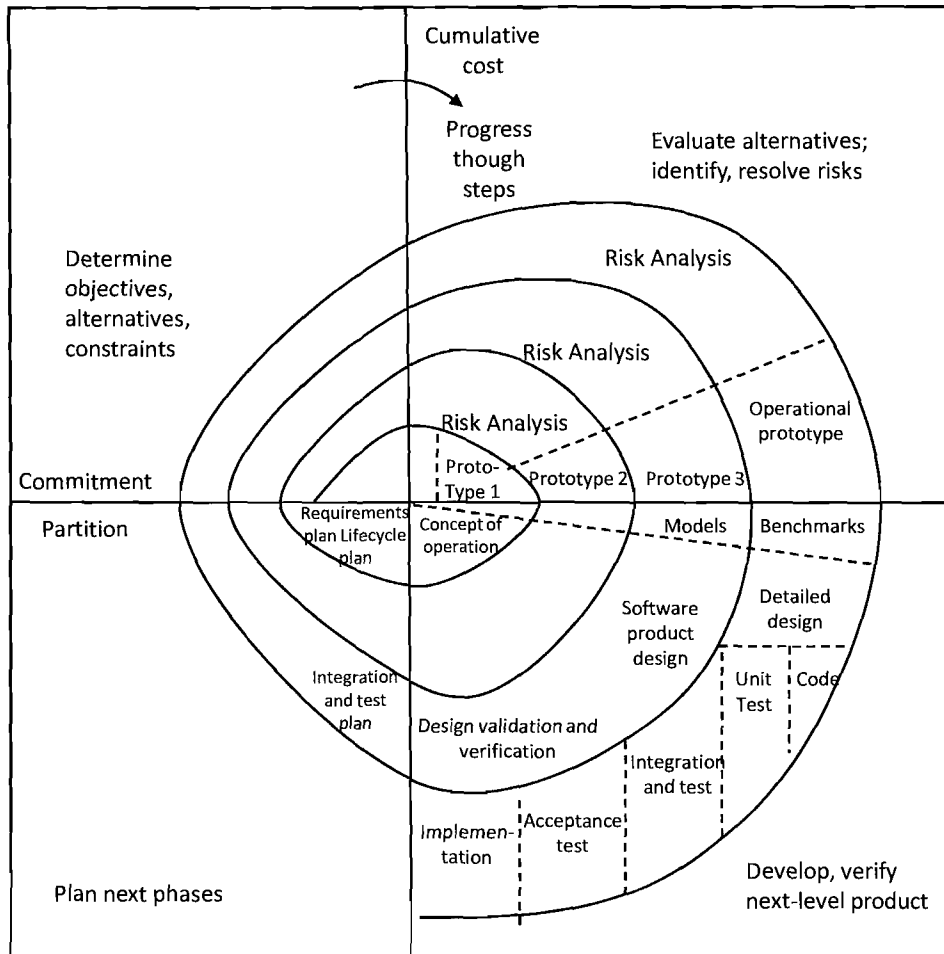 Cumulative
cost
Progress
though
steps
Evaluate alternatives;
identify, resolve risks
Determine
objectives,
alternatives,
constraints
Risk Analysis
Risk Analysis
Risk Analysis
Operational
prototype
Proto-
Type 1
Prototype 2
Prototype 3
Commitment
Partition
Requirements
plan Lifecycle
plan
Concept of
operation
Models
Benchmarks
Detailed
design
Software
product
design
Unit
Test
Code
Integration
and test
plan
Design validation and
verification
Integration
and test
Implemen-
tation
Acceptance
test
Plan next phases
Develop, verify
next-level product